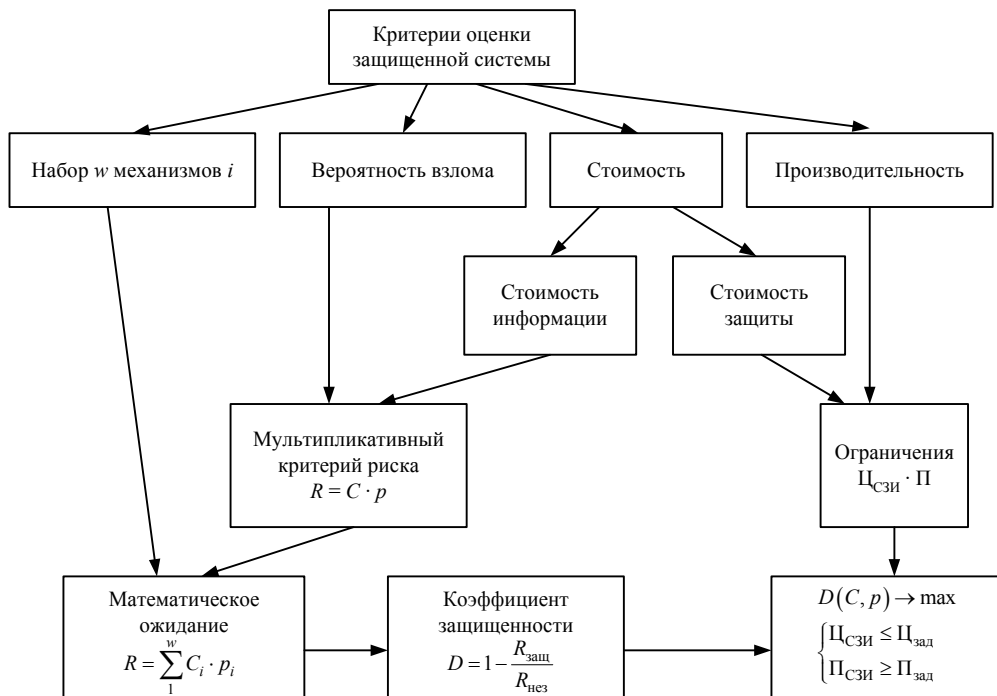 Критерии оценки
защищенной системы
Набор w механизмов i
Вероятность взлома
Стоимость
Производительность
Стоимость
информации
Стоимость
защиты
Мультипликативный
критерий риска
R = C · p
Ограничения
Ц_СЗИ · П
Математическое
ожидание
R = ∑_1^w C_i · p_i
Коэффициент
защищенности
D = 1 − R_защ / R_нез
D(C, p) → max
{Ц_СЗИ ≤ Ц_зад
П_СЗИ ≥ П_зад